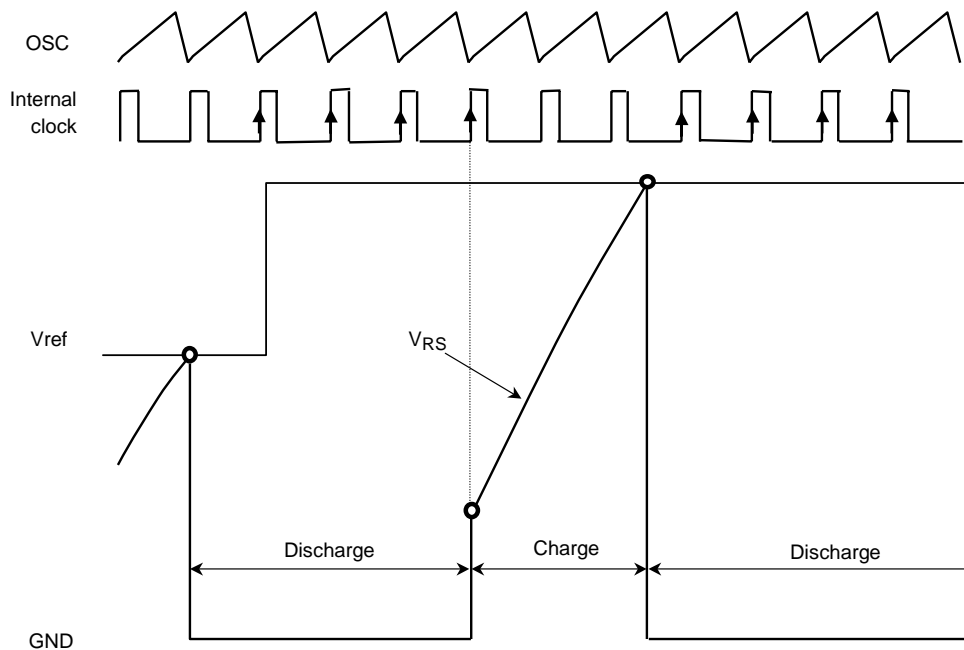 OSC
Internal
clock
Vref
VRS
Discharge
Charge
Discharge
GND